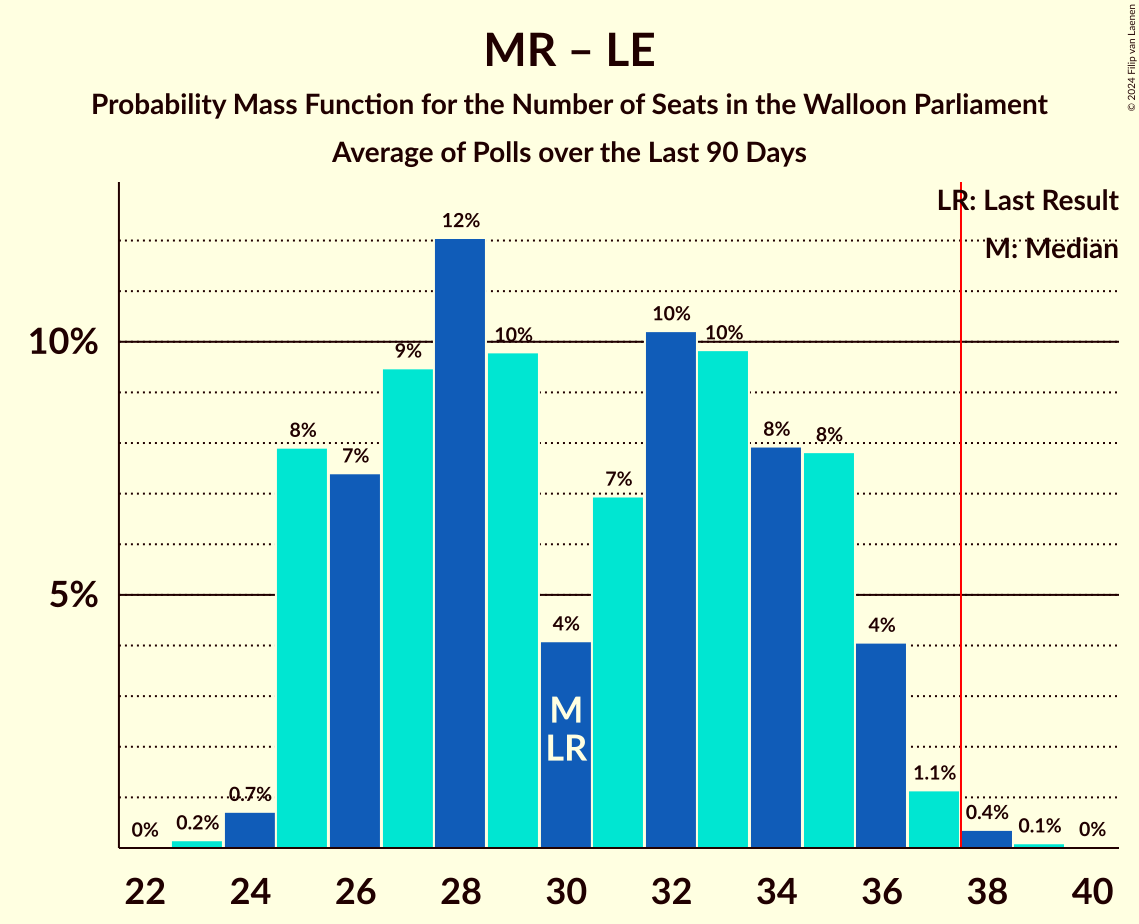 © 2024 Filip van Laenen
MR – LE
Probability Mass Function for the Number of Seats in the Walloon Parliament
Average of Polls over the Last 90 Days
LR: Last Result
M: Median
10%
5%
0%
0.2%
0.7%
8%
7%
9%
12%
10%
4%
7%
10%
10%
8%
8%
4%
1.1%
0.4%
0.1%
0%
M
LR
22 24 26 28 30 32 34 36 38 40